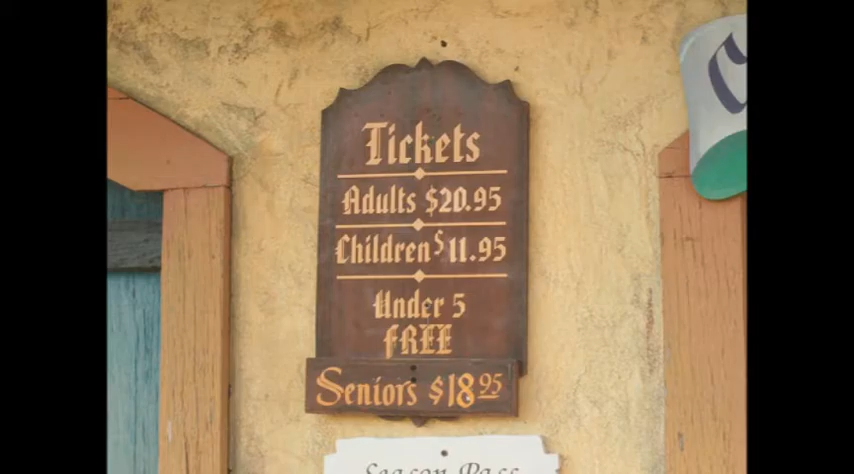 Tickets
Adults $20.95
Children $11.95
Under 5
FREE
Seniors $18.95
Season Pass